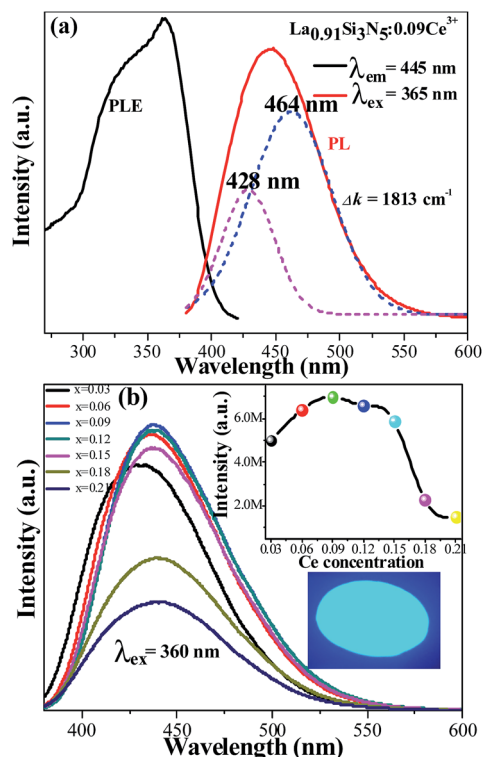 (a)
La0.91Si3N5:0.09Ce3+
λem= 445 nm
λex= 365 nm
PLE
464 nm
PL
428 nm
Δk = 1813 cm-1
Intensity (a.u.)
300 350 400 450 500 550 600
Wavelength (nm)
(b)
x=0.03
x=0.06
x=0.09
x=0.12
x=0.15
x=0.18
x=0.21
Intensity (a.u.)
6.0M
4.0M
2.0M
0.03 0.06 0.09 0.12 0.15 0.18 0.21
Ce concentration
λex= 360 nm
Intensity (a.u.)
400 450 500 550 600
Wavelength (nm)